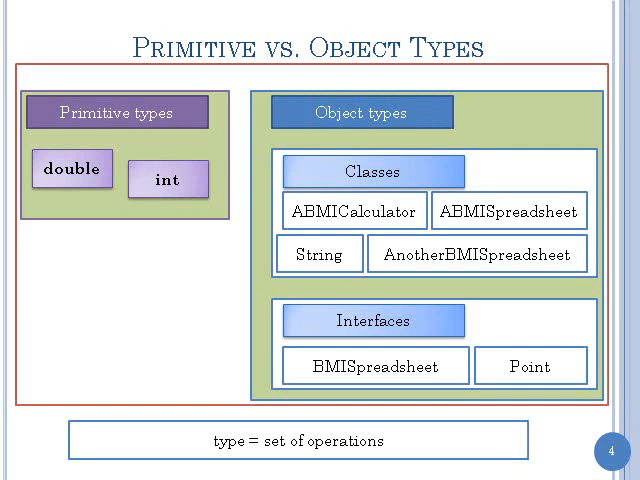 PRIMITIVE VS. OBJECT TYPES
Primitive types
double
int
Object types
Classes
ABMICalculator
ABMISpreadsheet
String
AnotherBMISpreadsheet
Interfaces
BMISpreadsheet
Point
type = set of operations
4